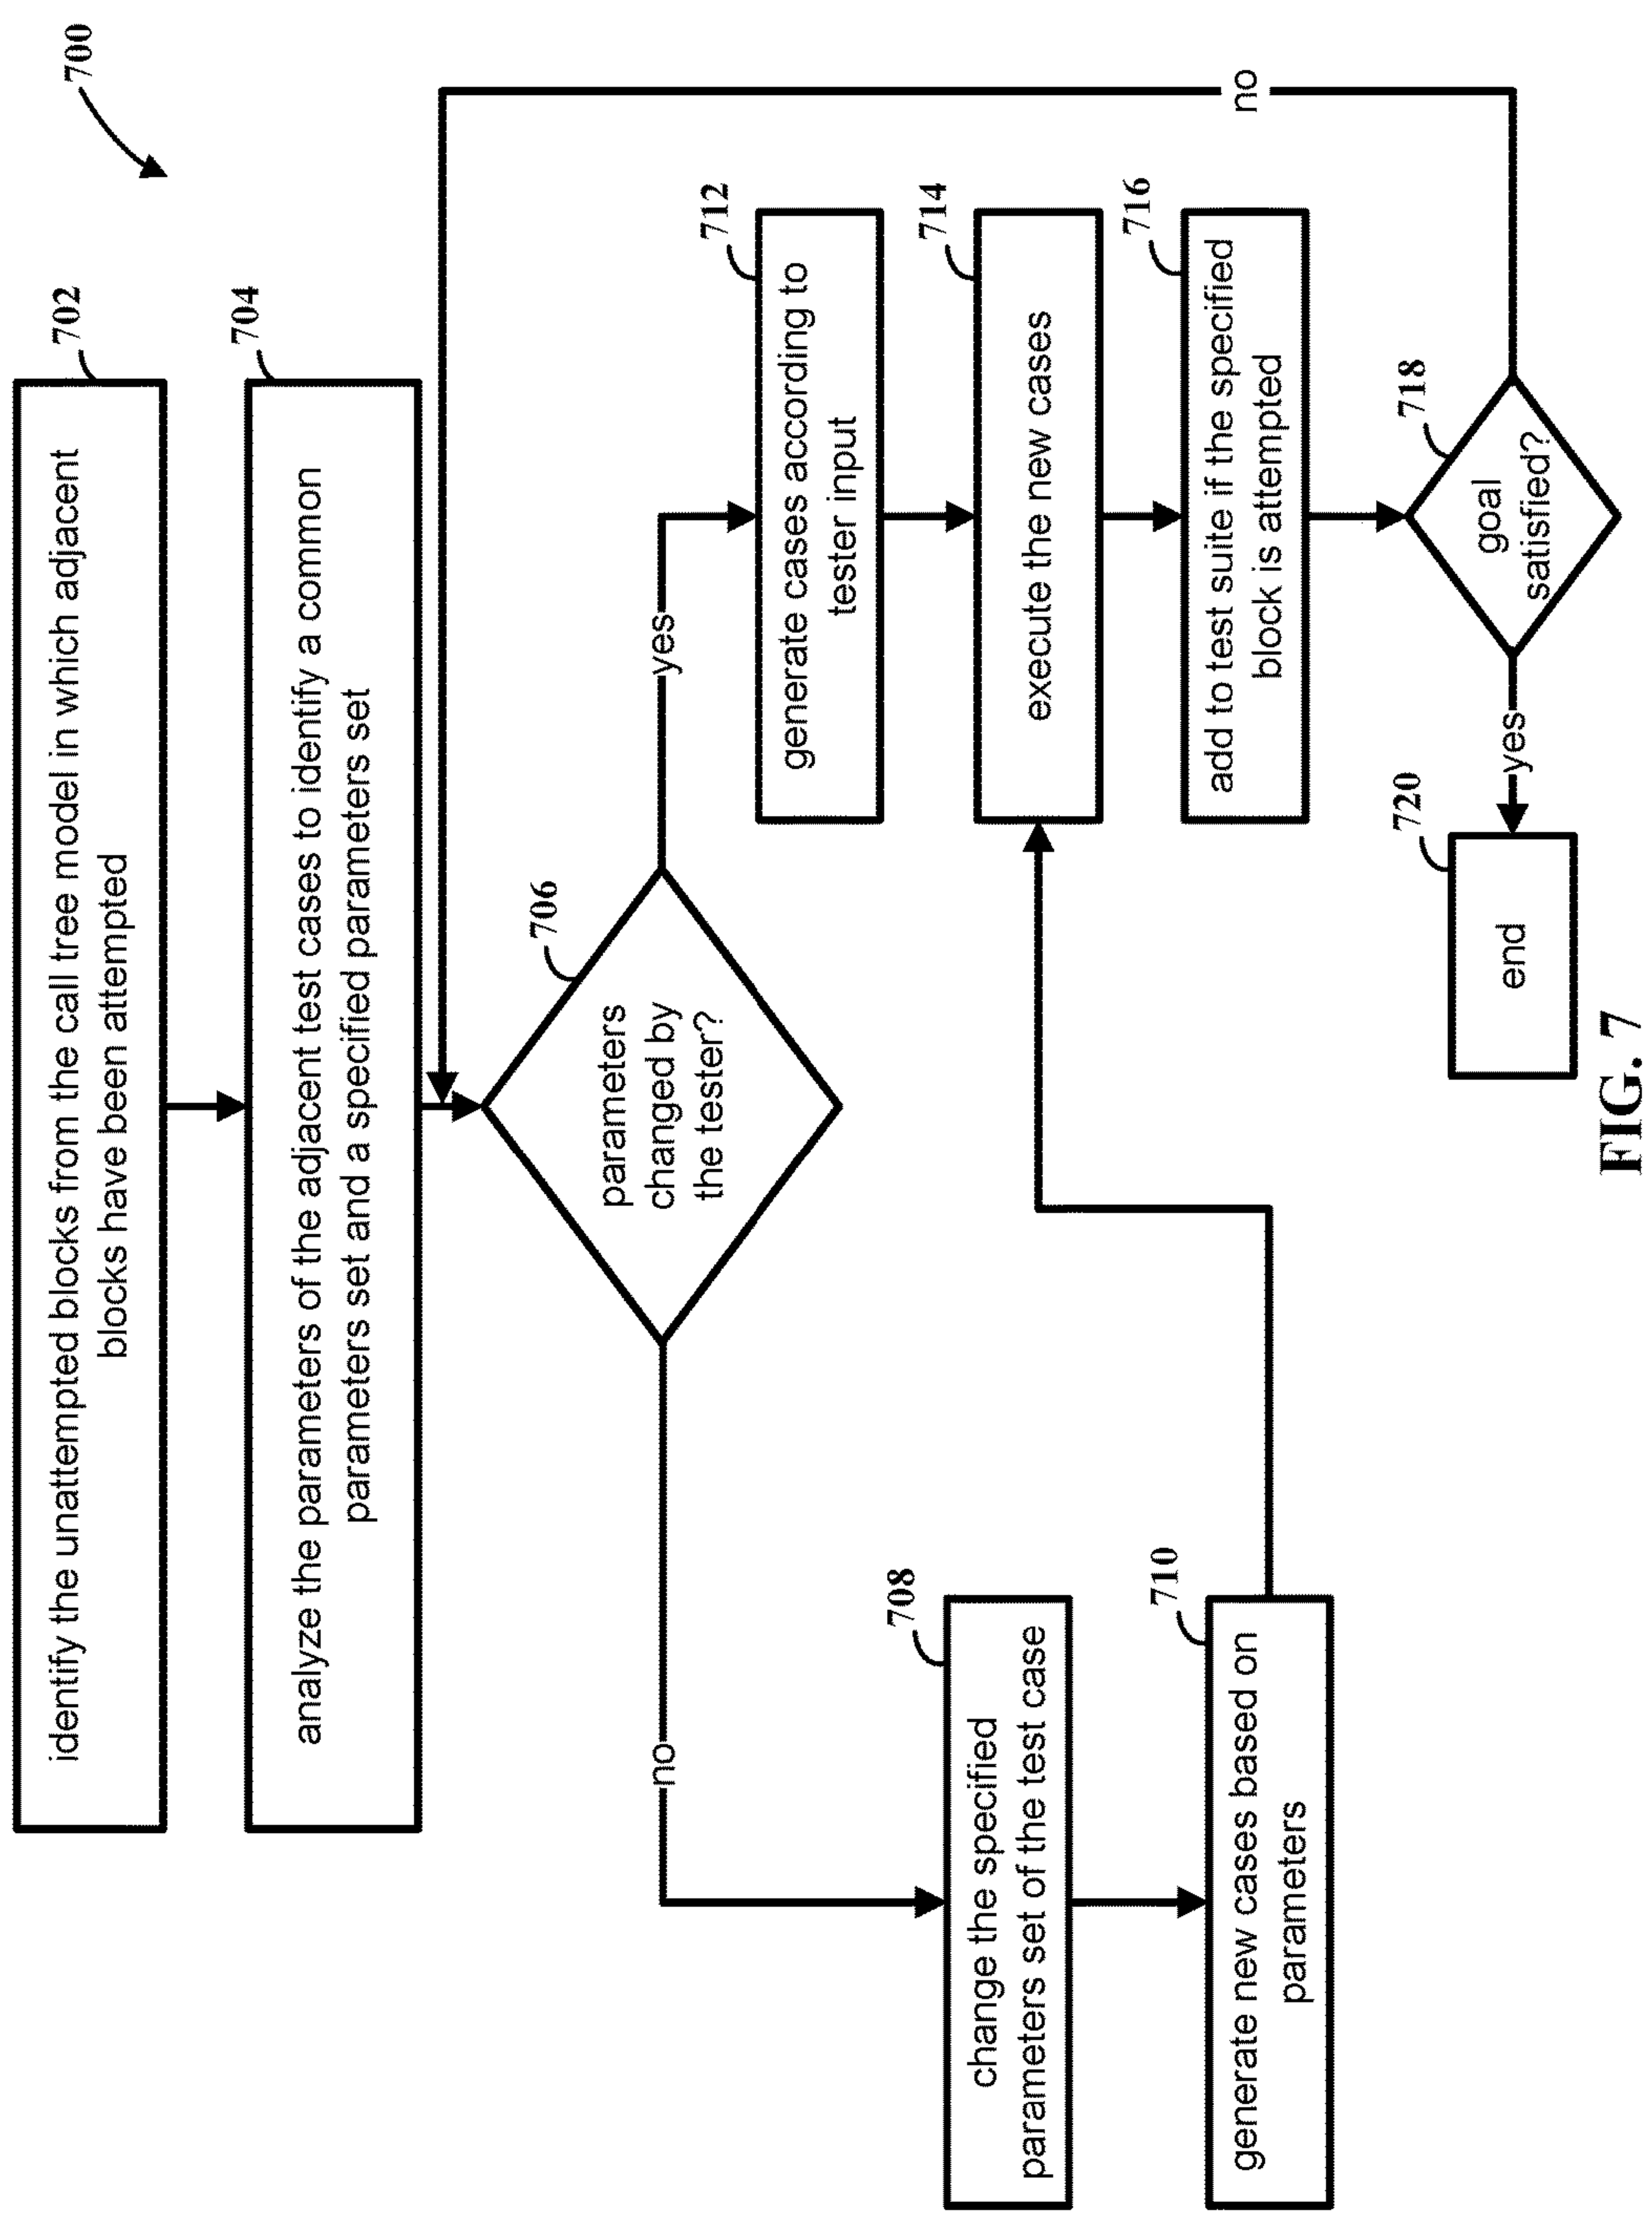 700
702
identify the unattempted blocks from the call tree model in which adjacent
blocks have been attempted
704
analyze the parameters of the adjacent test cases to identify a common
parameters set and a specified parameters set
706
parameters
changed by
the tester?
no
yes
708
change the specified
parameters set of the test case
710
generate new cases based on
parameters
712
generate cases according to
tester input
714
execute the new cases
716
add to test suite if the specified
block is attempted
718
goal
satisfied?
no
yes
720
end
FIG. 7